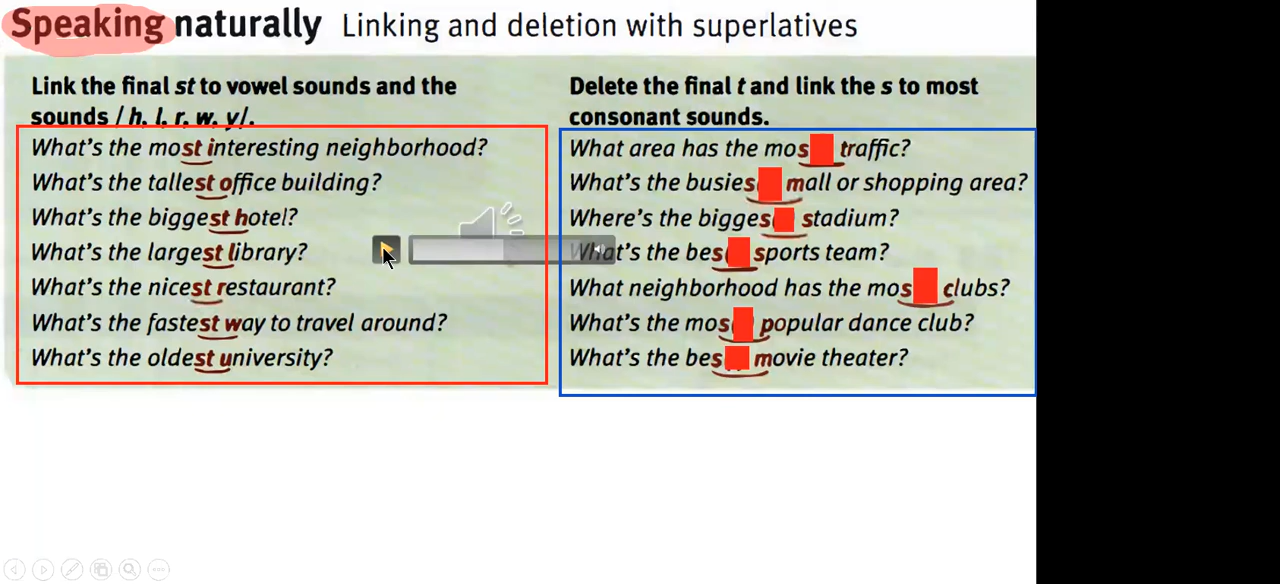 Speaking naturally Linking and deletion with superlatives
Link the final st to vowel sounds and the
sounds / h, l, r, w, y/.
What's the most interesting neighborhood?
What's the tallest office building?
What's the biggest hotel?
What's the largest library?
What's the nicest restaurant?
What's the fastest way to travel around?
What's the oldest university?
Delete the final t and link the s to most
consonant sounds.
What area has the mos traffic?
What's the busies mall or shopping area?
Where's the bigges stadium?
What's the bes sports team?
What neighborhood has the mos clubs?
What's the mos popular dance club?
What's the bes movie theater?